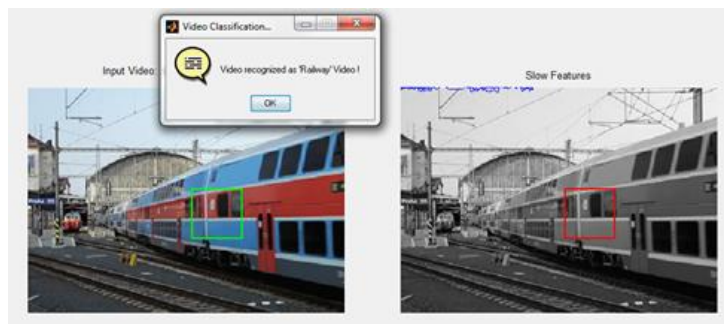 Video Classification...
Video recognized as 'Railway' Video !
OK
Input Video:
Slow Features